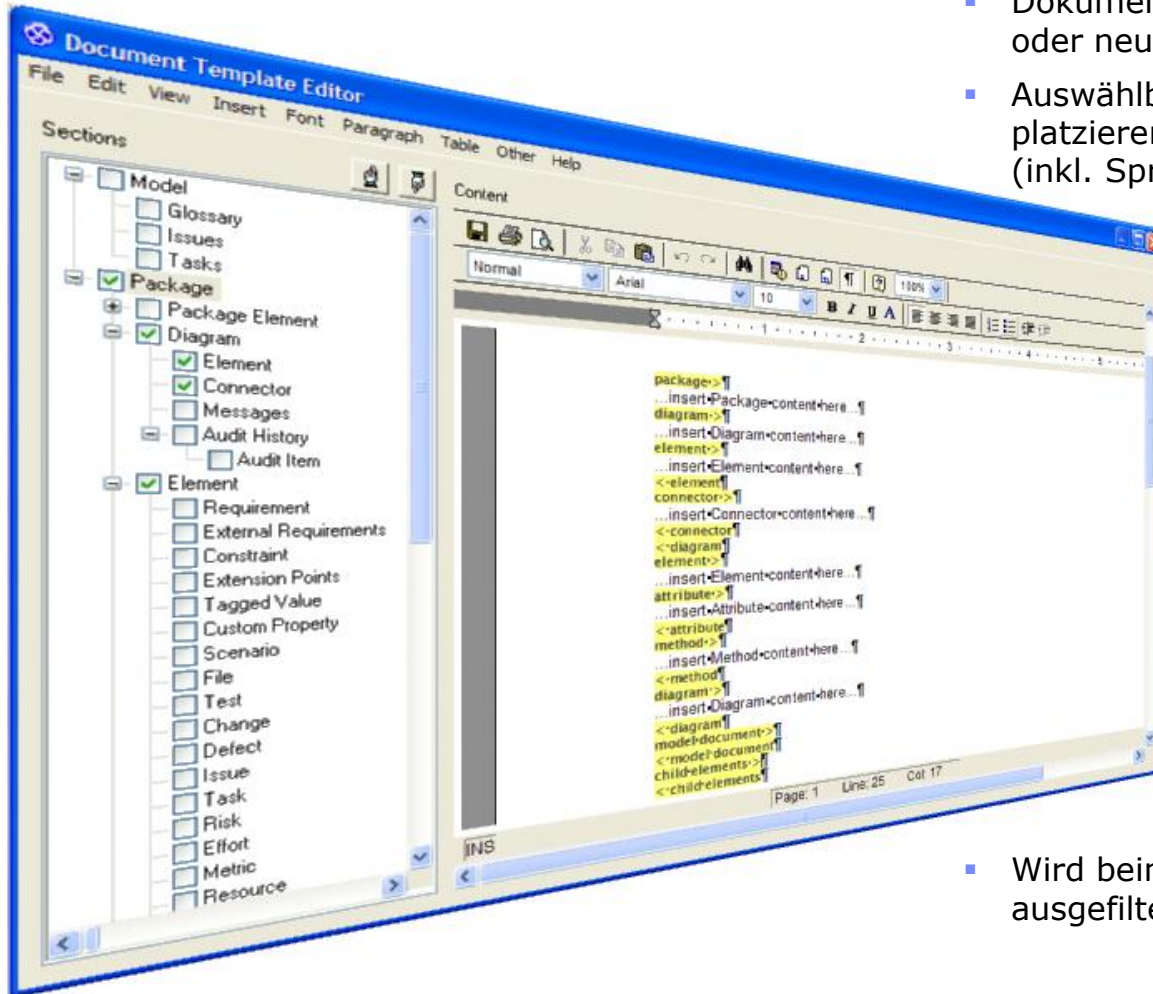 Document Template Editor
File Edit View Insert Font Paragraph Table Other Help
Sections
Model
Glossary
Issues
Tasks
Package
Package Element
Diagram
Element
Connector
Messages
Audit History
Audit Item
Element
Requirement
External Requirements
Constraint
Extension Points
Tagged Value
Custom Property
Scenario
File
Test
Change
Defect
Issue
Task
Risk
Effort
Metric
Resource
Content
Normal Arial 10 B I U A 100%
1 2 3 4 5
package·>¶
...insert·Package·content·here...¶
diagram·>¶
...insert·Diagram·content·here...¶
element·>¶
...insert·Element·content·here...¶
<·element¶
connector·>¶
...insert·Connector·content·here...¶
<·connector¶
<·diagram¶
element·>¶
...insert·Element·content·here...¶
attribute·>¶
...insert·Attribute·content·here...¶
<·attribute¶
method·>¶
...insert·Method·content·here...¶
<·method¶
diagram·>¶
...insert·Diagram·content·here...¶
<·diagram¶
model·document·>¶
<·model·document¶
child·elements·>¶
<·child·elements¶
Page: 1 Line: 25 Col: 17
INS
oder neu
(inkl.
Wird